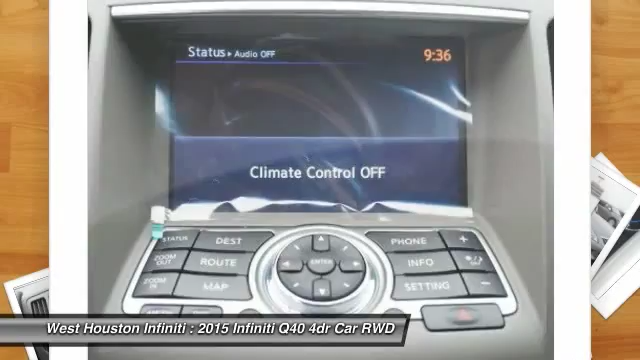 Status ▸ Audio OFF
9:36
Climate Control OFF
STATUS
DEST
PHONE
+
ZOOM OUT
ROUTE
ENTER
INFO
OFF
ZOOM IN
MAP
SETTING
−
West Houston Infiniti : 2015 Infiniti Q40 4dr Car RWD